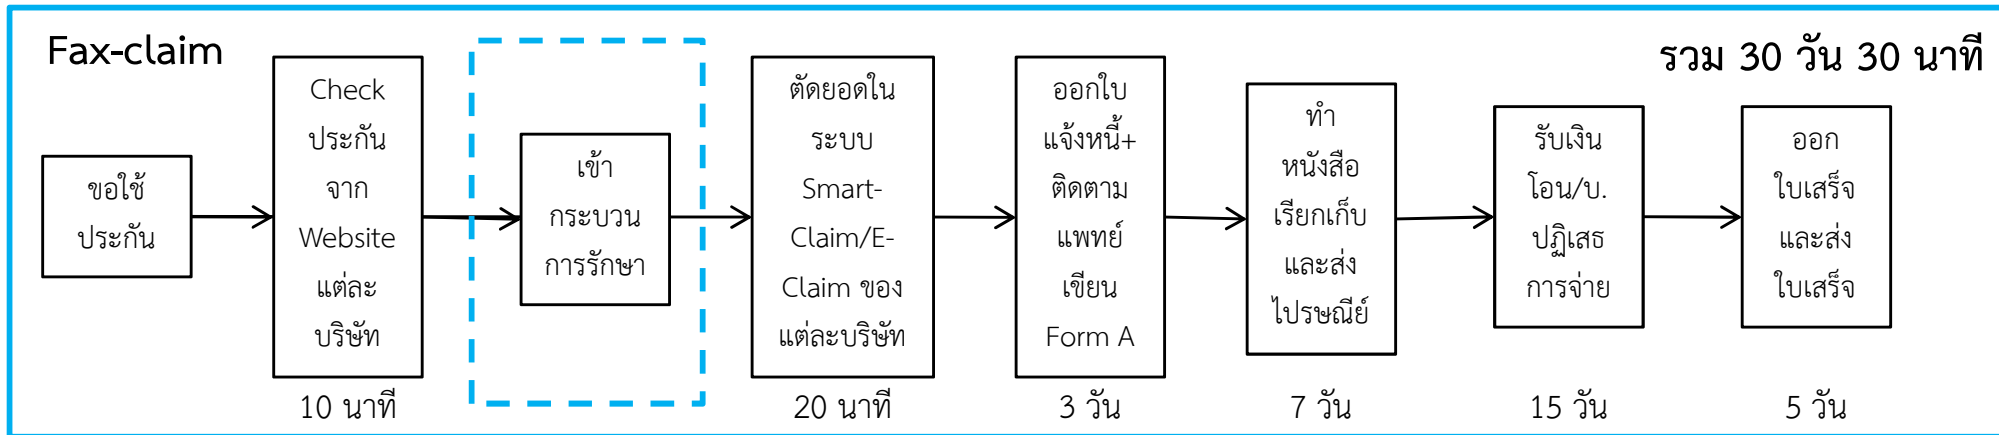 Fax-claim
รวม 30 วัน 30 นาที
ขอใช้
ประกัน
Check
ประกัน
จาก
Website
แต่ละ
บริษัท
10 นาที
เข้า
กระบวน
การรักษา
ตัดยอดใน
ระบบ
Smart-
Claim/E-
Claim ของ
แต่ละบริษัท
20 นาที
ออกใบ
แจ้งหนี้+
ติดตาม
แพทย์
เขียน
Form A
3 วัน
ทำ
หนังสือ
เรียกเก็บ
และส่ง
ไปรษณีย์
7 วัน
รับเงิน
โอน/บ.
ปฏิเสธ
การจ่าย
15 วัน
ออก
ใบเสร็จ
และส่ง
ใบเสร็จ
5 วัน